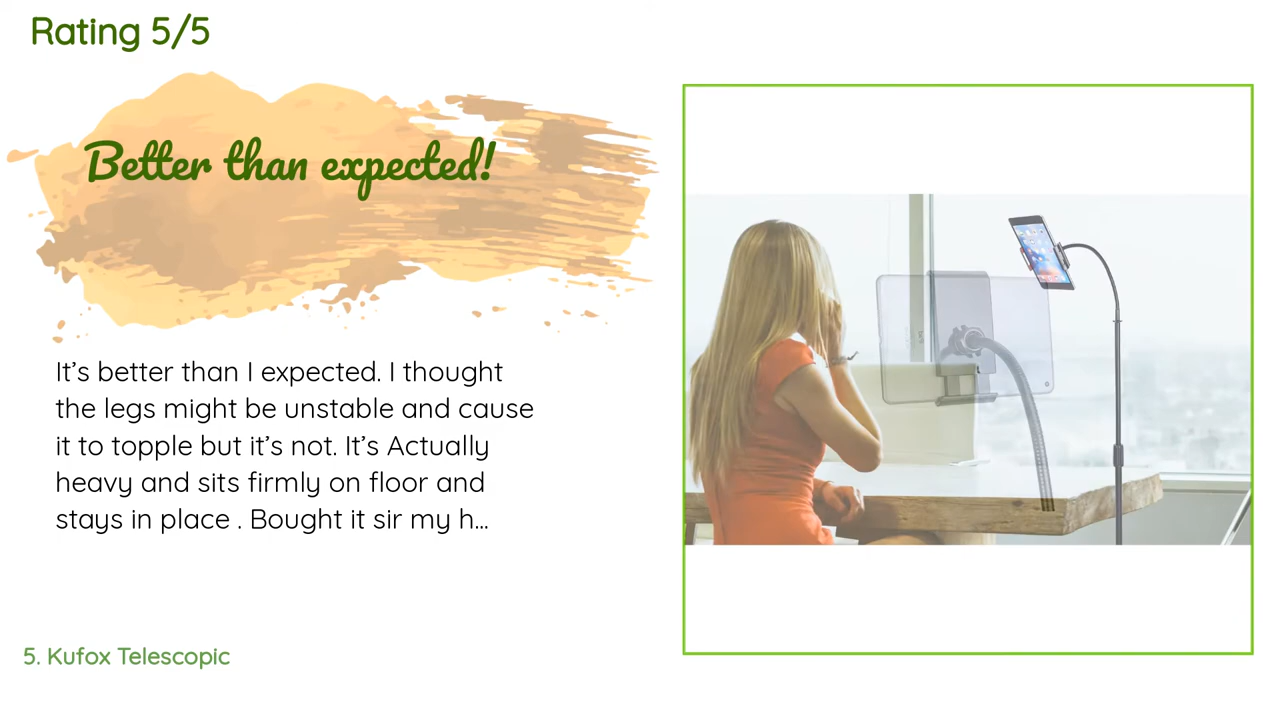 Rating 5/5
Better than expected!
It’s better than I expected. I thought
the legs might be unstable and cause
it to topple but it’s not. It’s Actually
heavy and sits firmly on floor and
stays in place . Bought it sir my h...
5. Kufox Telescopic